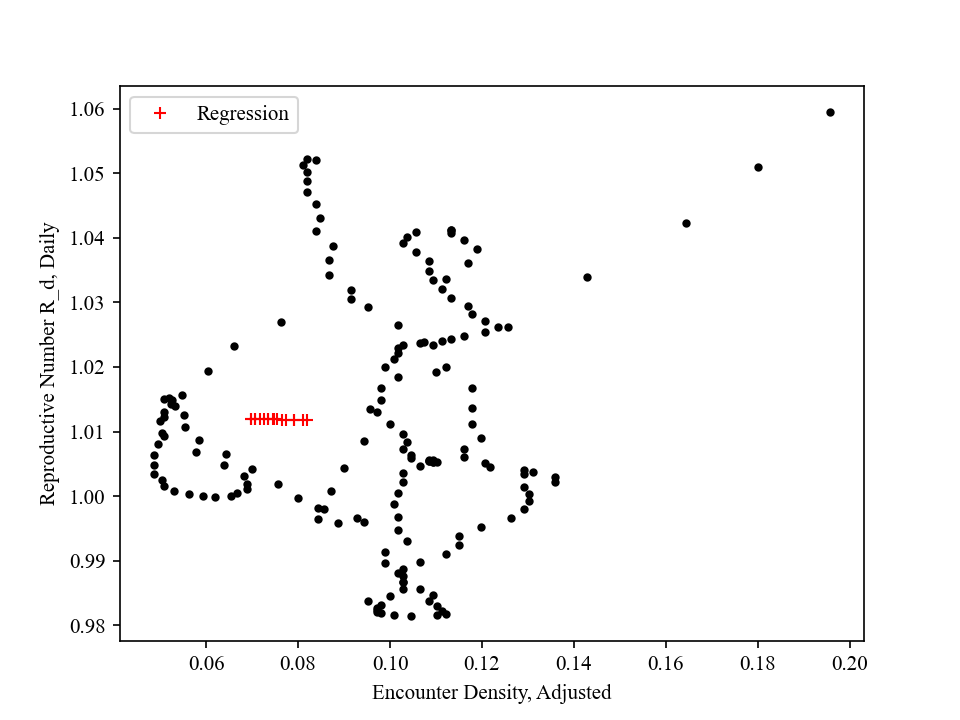 Regression
1.06
1.05
1.04
1.03
1.02
1.01
1.00
0.99
0.98
Reproductive Number R_d, Daily
0.06 0.08 0.10 0.12 0.14 0.16 0.18 0.20
Encounter Density, Adjusted